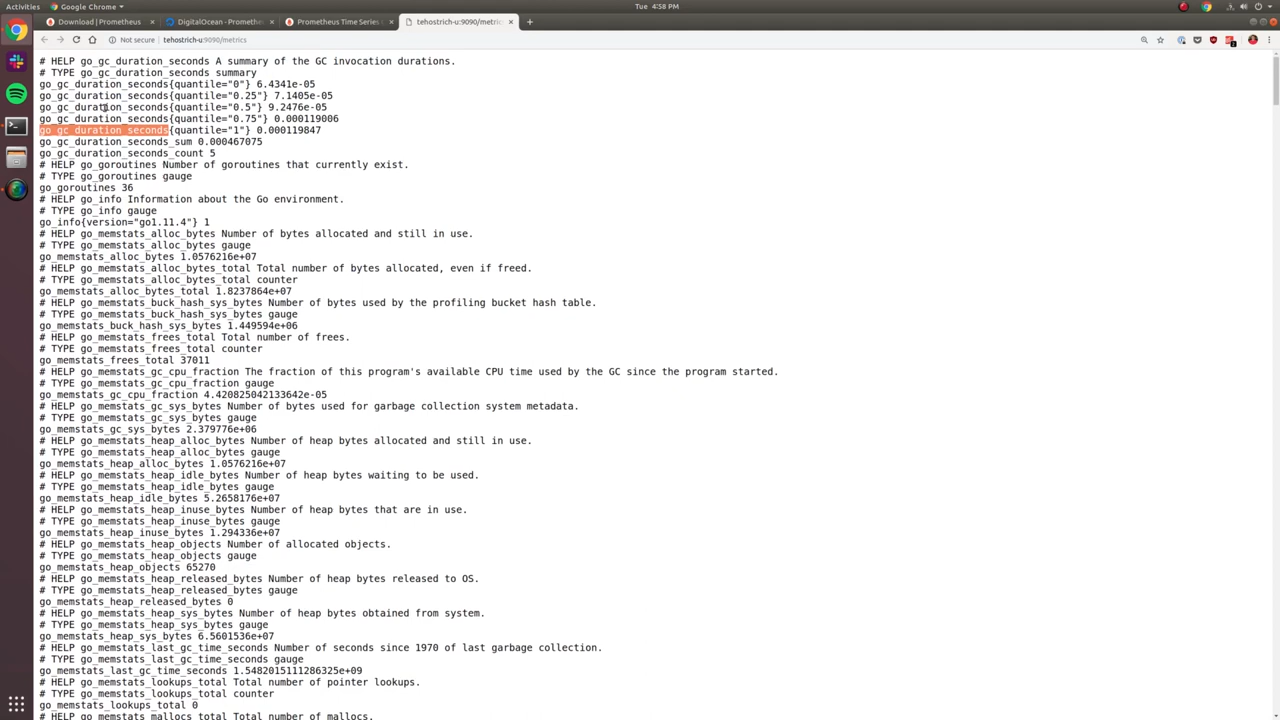 Activities
Google Chrome
Tue 4:58 PM
Download | Prometheus
DigitalOcean - Promethe
Prometheus Time Series
tehostrich-u:9090/metric
Not secure
tehostrich-u:9090/metrics
# HELP go_gc_duration_seconds A summary of the GC invocation durations.
# TYPE go_gc_duration_seconds summary
go_gc_duration_seconds{quantile="0"} 6.4341e-05
go_gc_duration_seconds{quantile="0.25"} 7.1405e-05
go_gc_duration_seconds{quantile="0.5"} 9.2476e-05
go_gc_duration_seconds{quantile="0.75"} 0.000119006
go_gc_duration_seconds{quantile="1"} 0.000119847
go_gc_duration_seconds_sum 0.000467075
go_gc_duration_seconds_count 5
# HELP go_goroutines Number of goroutines that currently exist.
# TYPE go_goroutines gauge
go_goroutines 36
# HELP go_info Information about the Go environment.
# TYPE go_info gauge
go_info{version="go1.11.4"} 1
# HELP go_memstats_alloc_bytes Number of bytes allocated and still in use.
# TYPE go_memstats_alloc_bytes gauge
go_memstats_alloc_bytes 1.0576216e+07
# HELP go_memstats_alloc_bytes_total Total number of bytes allocated, even if freed.
# TYPE go_memstats_alloc_bytes_total counter
go_memstats_alloc_bytes_total 1.8237864e+07
# HELP go_memstats_buck_hash_sys_bytes Number of bytes used by the profiling bucket hash table.
# TYPE go_memstats_buck_hash_sys_bytes gauge
go_memstats_buck_hash_sys_bytes 1.449594e+06
# HELP go_memstats_frees_total Total number of frees.
# TYPE go_memstats_frees_total counter
go_memstats_frees_total 37011
# HELP go_memstats_gc_cpu_fraction The fraction of this program's available CPU time used by the GC since the program started.
# TYPE go_memstats_gc_cpu_fraction gauge
go_memstats_gc_cpu_fraction 4.420825042133642e-05
# HELP go_memstats_gc_sys_bytes Number of bytes used for garbage collection system metadata.
# TYPE go_memstats_gc_sys_bytes gauge
go_memstats_gc_sys_bytes 2.379776e+06
# HELP go_memstats_heap_alloc_bytes Number of heap bytes allocated and still in use.
# TYPE go_memstats_heap_alloc_bytes gauge
go_memstats_heap_alloc_bytes 1.0576216e+07
# HELP go_memstats_heap_idle_bytes Number of heap bytes waiting to be used.
# TYPE go_memstats_heap_idle_bytes gauge
go_memstats_heap_idle_bytes 5.2658176e+07
# HELP go_memstats_heap_inuse_bytes Number of heap bytes that are in use.
# TYPE go_memstats_heap_inuse_bytes gauge
go_memstats_heap_inuse_bytes 1.294336e+07
# HELP go_memstats_heap_objects Number of allocated objects.
# TYPE go_memstats_heap_objects gauge
go_memstats_heap_objects 65270
# HELP go_memstats_heap_released_bytes Number of heap bytes released to OS.
# TYPE go_memstats_heap_released_bytes gauge
go_memstats_heap_released_bytes 0
# HELP go_memstats_heap_sys_bytes Number of heap bytes obtained from system.
# TYPE go_memstats_heap_sys_bytes gauge
go_memstats_heap_sys_bytes 6.5601536e+07
# HELP go_memstats_last_gc_time_seconds Number of seconds since 1970 of last garbage collection.
# TYPE go_memstats_last_gc_time_seconds gauge
go_memstats_last_gc_time_seconds 1.5482015111286325e+09
# HELP go_memstats_lookups_total Total number of pointer lookups.
# TYPE go_memstats_lookups_total counter
go_memstats_lookups_total 0
# HELP go_memstats_mallocs_total Total number of mallocs.